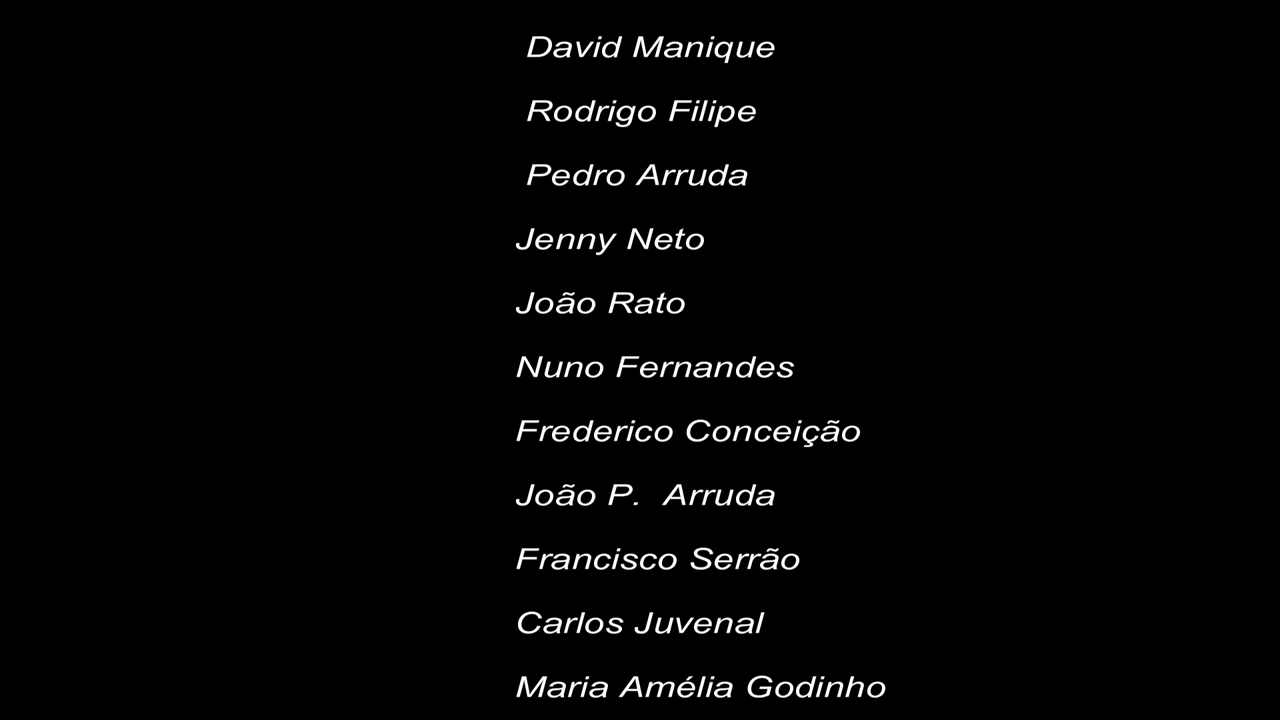 David Manique
Rodrigo Filipe
Pedro Arruda
Jenny Neto
João Rato
Nuno Fernandes
Frederico Conceição
João P.  Arruda
Francisco Serrão
Carlos Juvenal
Maria Amélia Godinho